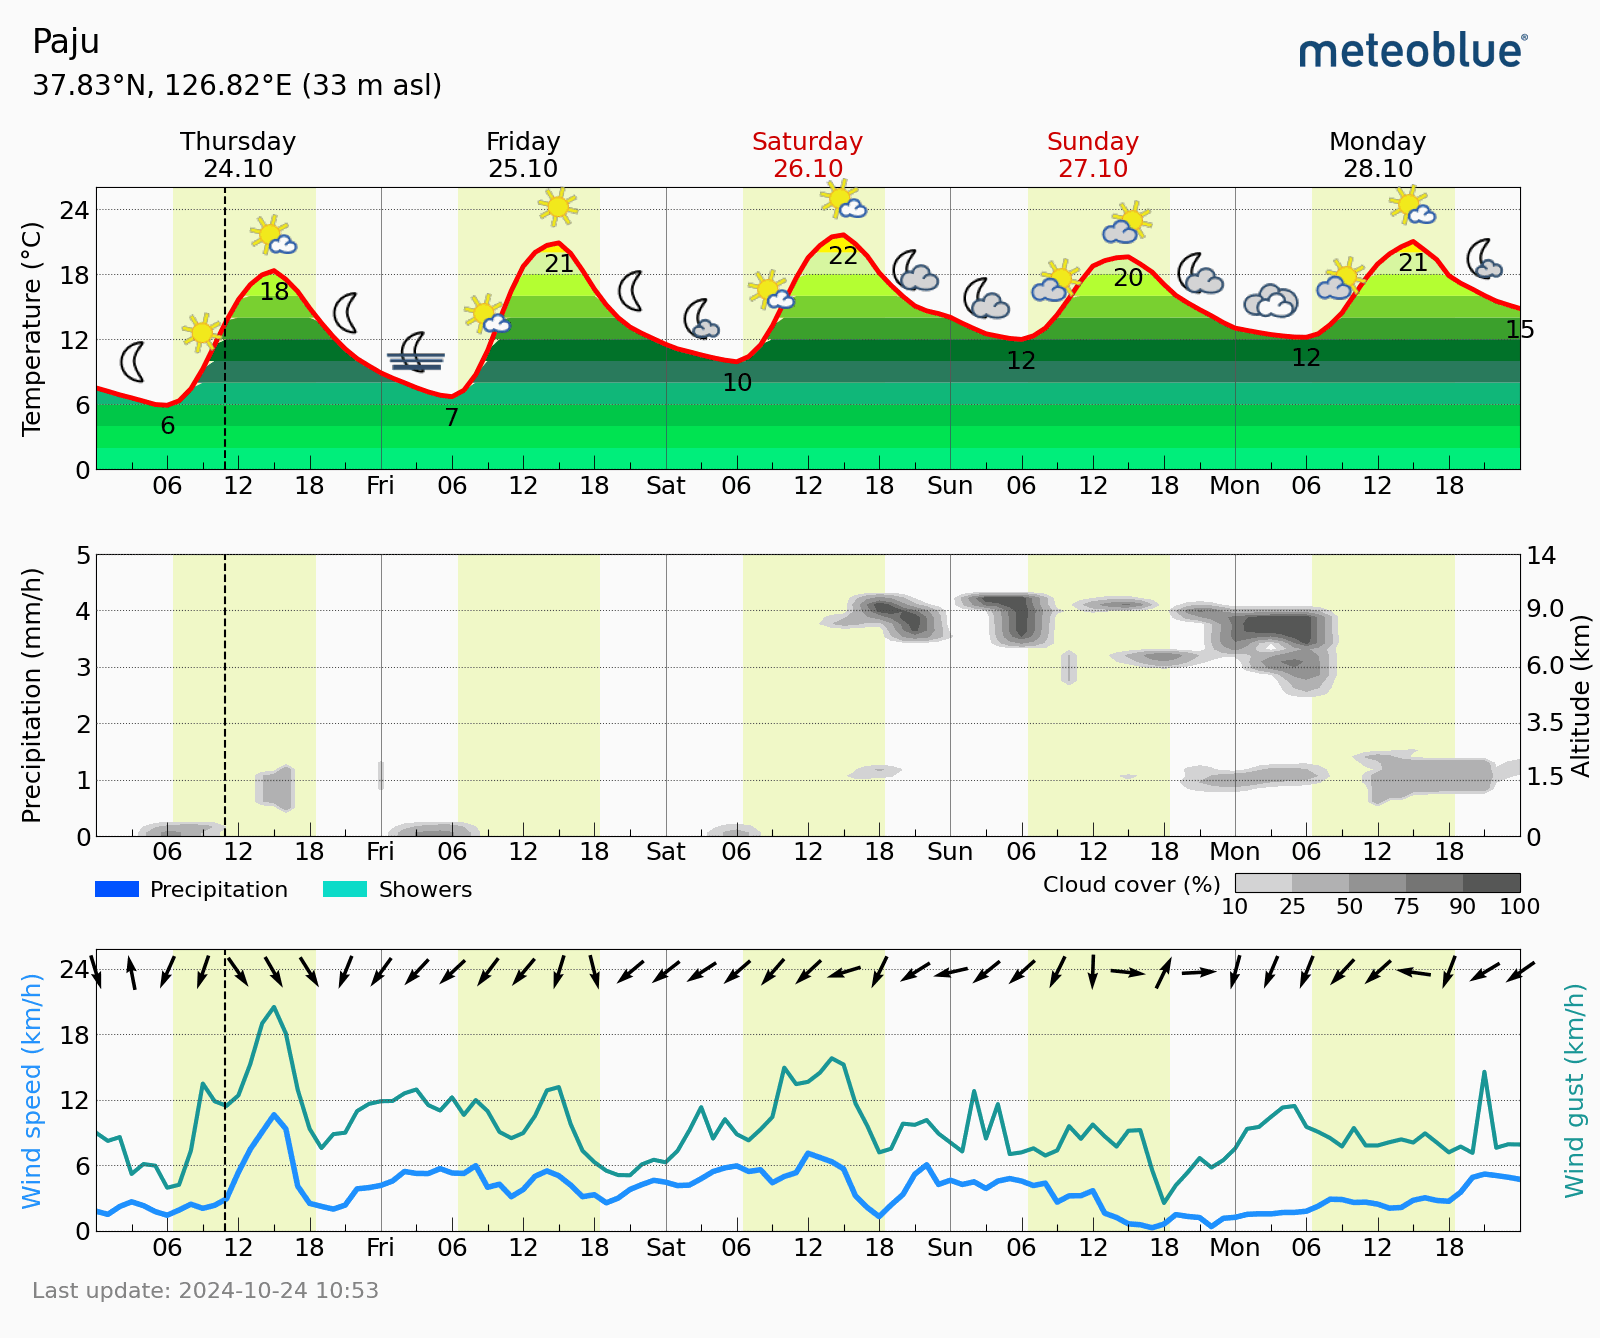 Paju
meteoblue®
37.83°N, 126.82°E (33 m asl)
Thursday Friday Saturday Sunday Monday
24.10 25.10 26.10 27.10 28.10
Temperature (°C)
24
18
12
6
0
18 21 22 20 21
6 7 10 12 12 15
06 12 18 Fri 06 12 18 Sat 06 12 18 Sun 06 12 18 Mon 06 12 18
Precipitation (mm/h)
5
4
3
2
1
0
14
9.0
6.0
3.5
1.5
0
Altitude (km)
06 12 18 Fri 06 12 18 Sat 06 12 18 Sun 06 12 18 Mon 06 12 18
Precipitation Showers
Cloud cover (%)
10 25 50 75 90 100
Wind speed (km/h)
24
18
12
6
0
Wind gust (km/h)
06 12 18 Fri 06 12 18 Sat 06 12 18 Sun 06 12 18 Mon 06 12 18
Last update: 2024-10-24 10:53